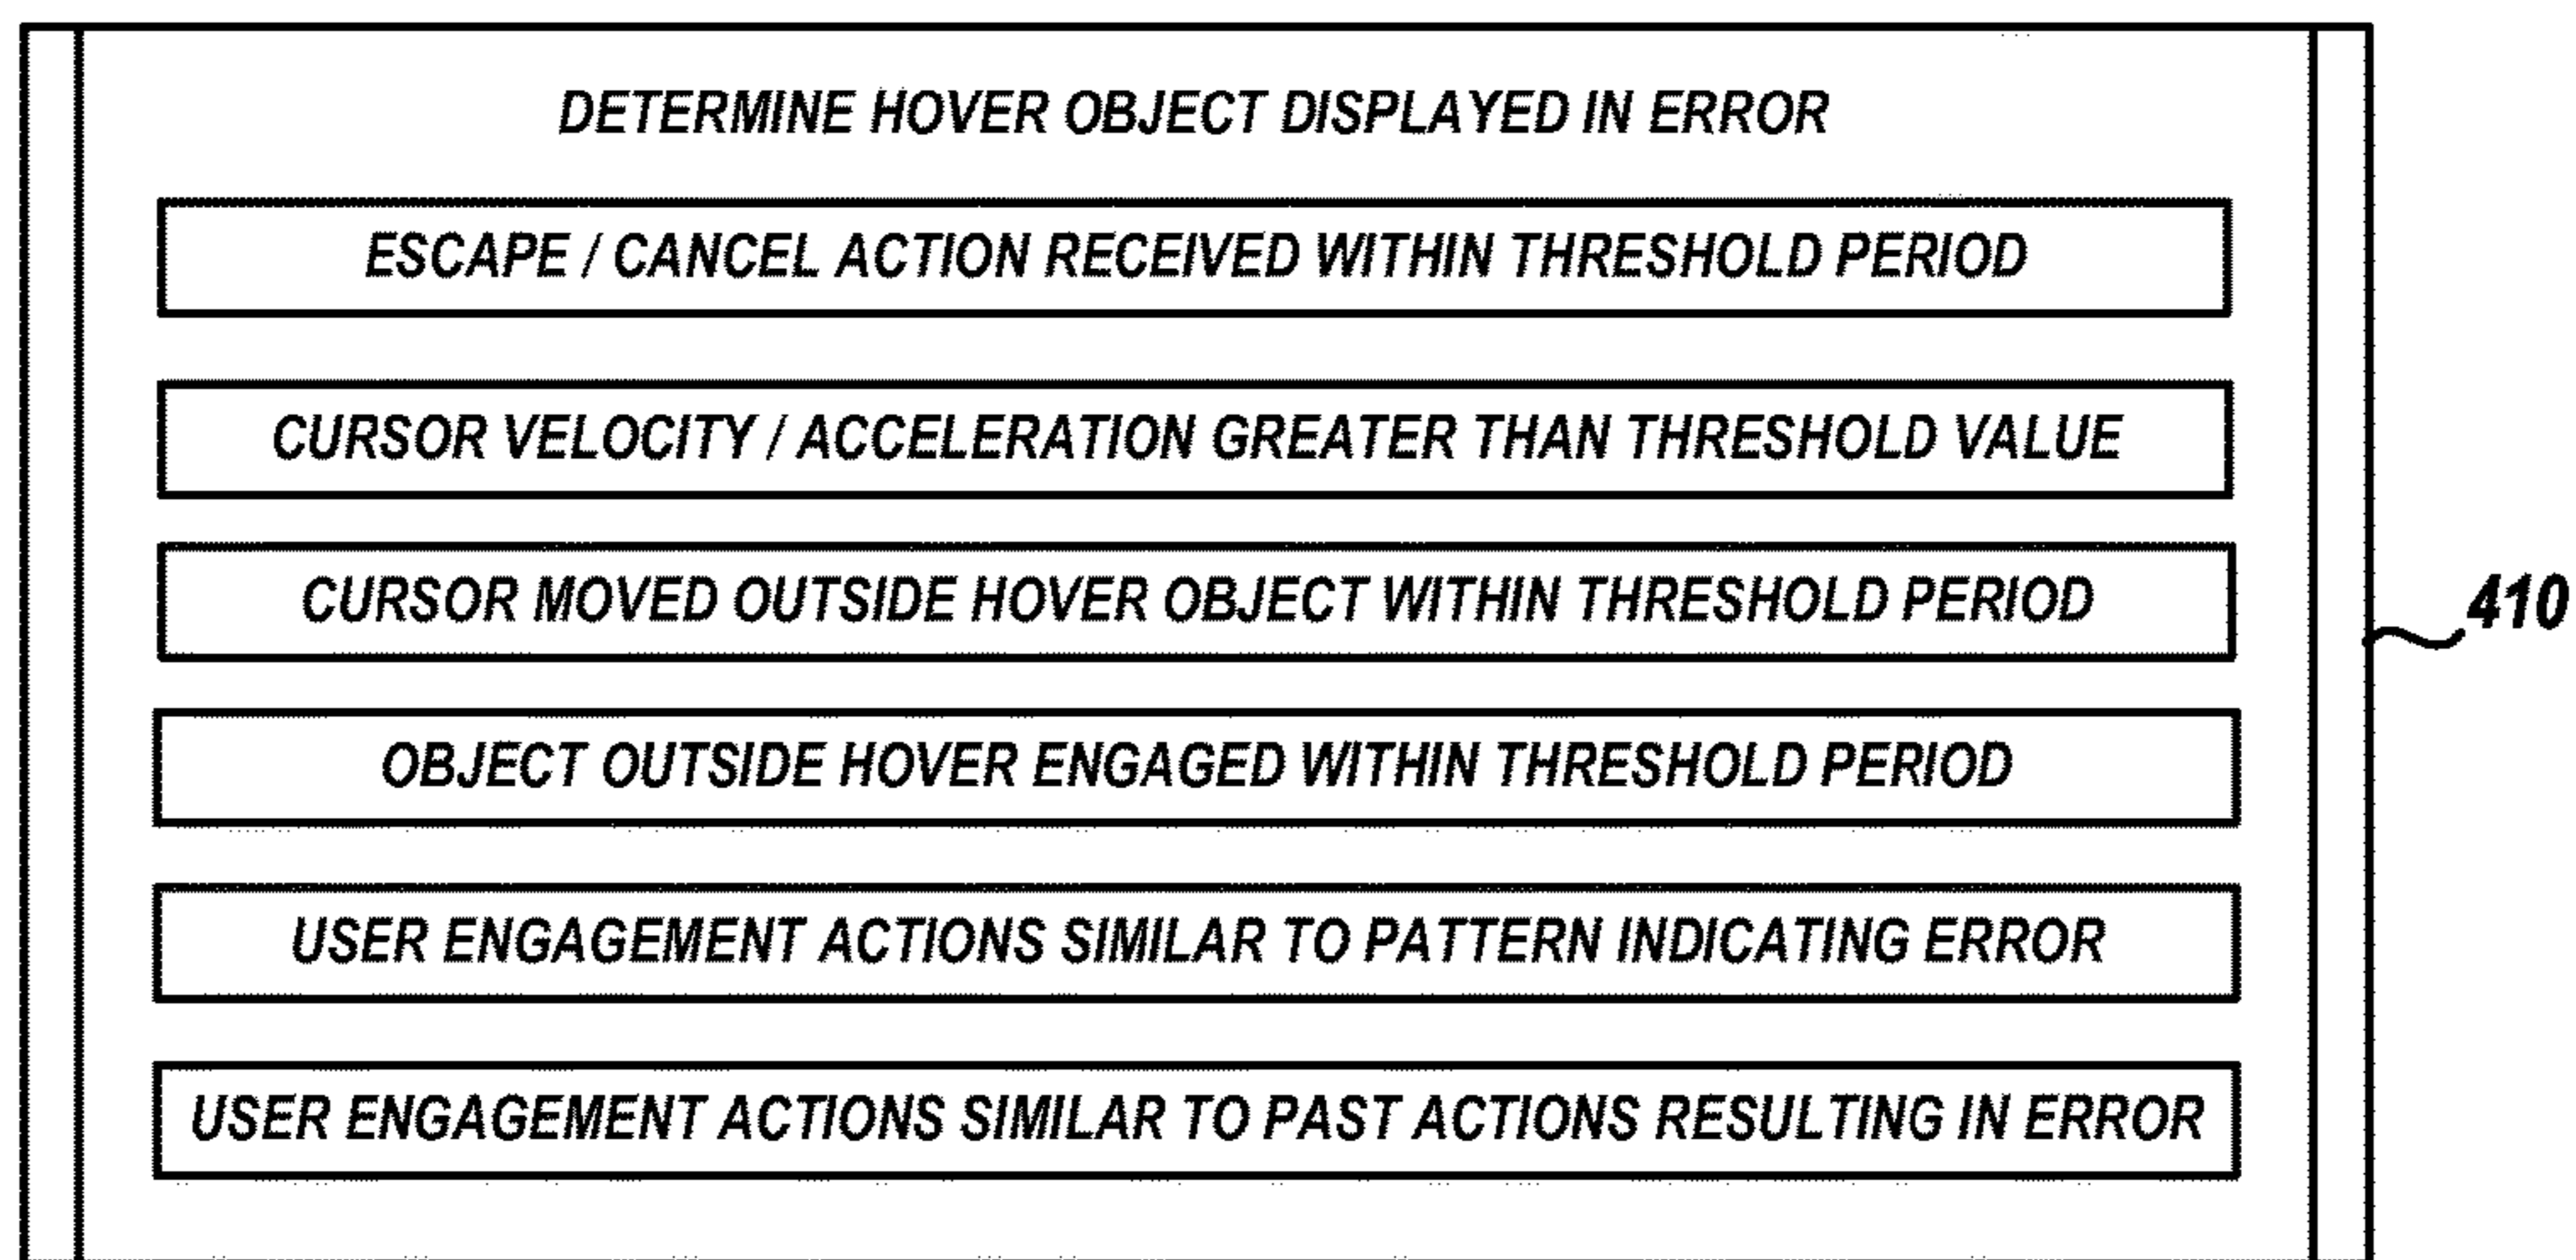 DETERMINE HOVER OBJECT DISPLAYED IN ERROR
ESCAPE / CANCEL ACTION RECEIVED WITHIN THRESHOLD PERIOD
CURSOR VELOCITY / ACCELERATION GREATER THAN THRESHOLD VALUE
CURSOR MOVED OUTSIDE HOVER OBJECT WITHIN THRESHOLD PERIOD
410
OBJECT OUTSIDE HOVER ENGAGED WITHIN THRESHOLD PERIOD
USER ENGAGEMENT ACTIONS SIMILAR TO PATTERN INDICATING ERROR
USER ENGAGEMENT ACTIONS SIMILAR TO PAST ACTIONS RESULTING IN ERROR